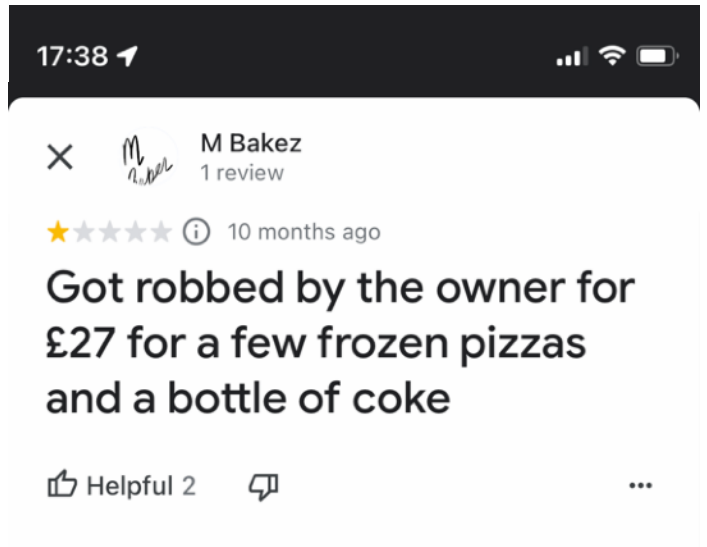 17:38
M Bakez
1 review
10 months ago
Got robbed by the owner for
£27 for a few frozen pizzas
and a bottle of coke
Helpful 2